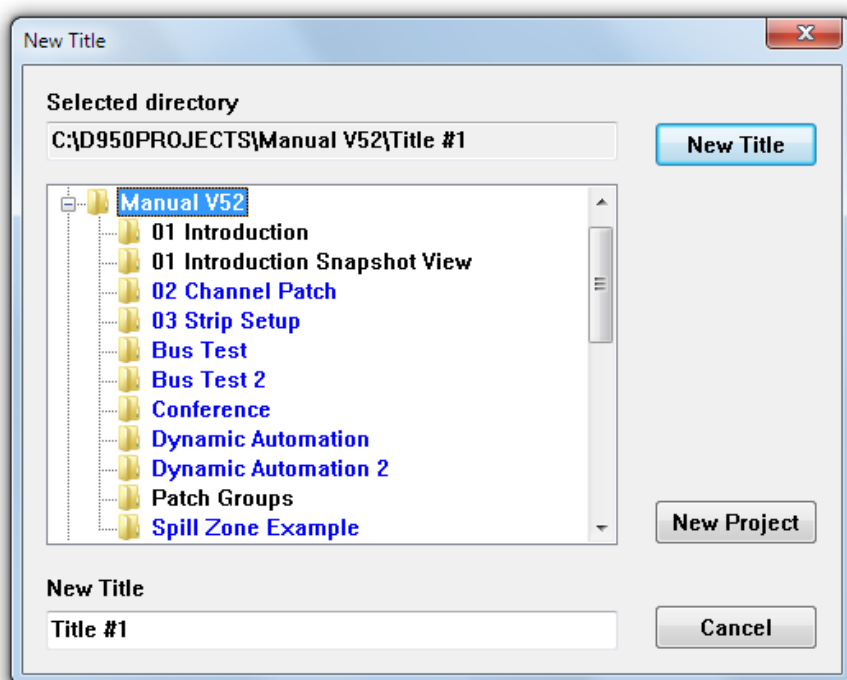 New Title
Selected directory
C:\D950PROJECTS\Manual V52\Title #1
New Title
Manual V52
01 Introduction
01 Introduction Snapshot View
02 Channel Patch
03 Strip Setup
Bus Test
Bus Test 2
Conference
Dynamic Automation
Dynamic Automation 2
Patch Groups
Spill Zone Example
New Project
New Title
Title #1
Cancel